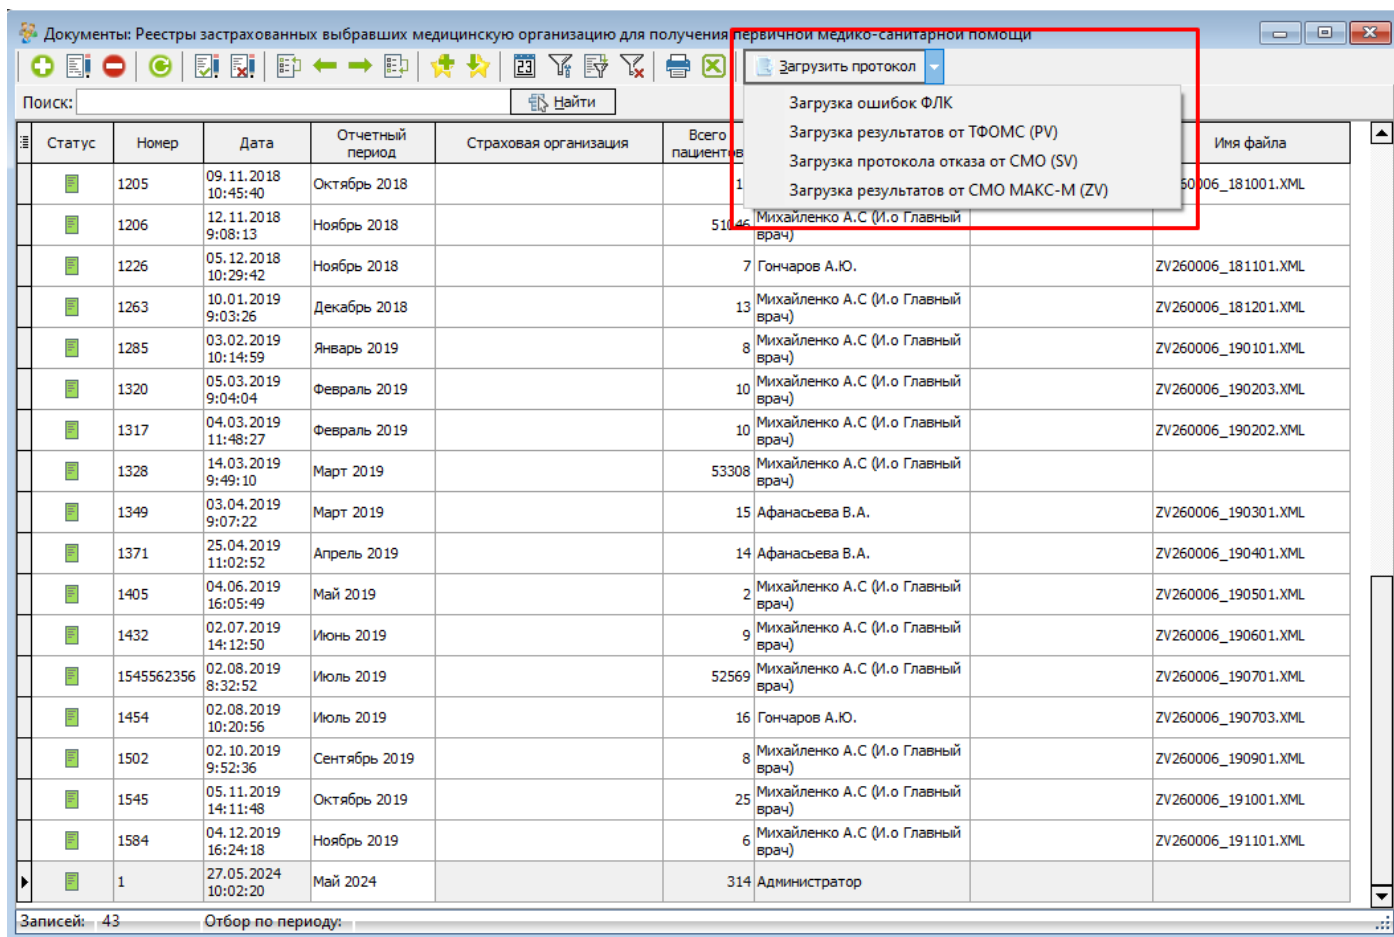 Документы: Реестры застрахованных выбравших медицинскую организацию для получения первичной медико-санитарной помощи
23 Загрузить протокол
Поиск: Найти
Загрузка ошибок ФЛК
Загрузка результатов от ТФОМС (PV)
Загрузка протокола отказа от СМО (SV)
Загрузка результатов от СМО МАКС-М (ZV)
Статус Номер Дата Отчетный период Страховая организация Всего пациентов Имя файла
1205 09.11.2018 10:45:40 Октябрь 2018 1 60006_181001.XML
1206 12.11.2018 9:08:13 Ноябрь 2018 51046 Михайленко А.С (И.о Главный врач)
1226 05.12.2018 10:29:42 Ноябрь 2018 7 Гончаров А.Ю. ZV260006_181101.XML
1263 10.01.2019 9:03:26 Декабрь 2018 13 Михайленко А.С (И.о Главный врач) ZV260006_181201.XML
1285 03.02.2019 10:14:59 Январь 2019 8 Михайленко А.С (И.о Главный врач) ZV260006_190101.XML
1320 05.03.2019 9:04:04 Февраль 2019 10 Михайленко А.С (И.о Главный врач) ZV260006_190203.XML
1317 04.03.2019 11:48:27 Февраль 2019 10 Михайленко А.С (И.о Главный врач) ZV260006_190202.XML
1328 14.03.2019 9:49:10 Март 2019 53308 Михайленко А.С (И.о Главный врач)
1349 03.04.2019 9:07:22 Март 2019 15 Афанасьева В.А. ZV260006_190301.XML
1371 25.04.2019 11:02:52 Апрель 2019 14 Афанасьева В.А. ZV260006_190401.XML
1405 04.06.2019 16:05:49 Май 2019 2 Михайленко А.С (И.о Главный врач) ZV260006_190501.XML
1432 02.07.2019 14:12:50 Июнь 2019 9 Михайленко А.С (И.о Главный врач) ZV260006_190601.XML
1545562356 02.08.2019 8:32:52 Июль 2019 52569 Михайленко А.С (И.о Главный врач) ZV260006_190701.XML
1454 02.08.2019 10:20:56 Июль 2019 16 Гончаров А.Ю. ZV260006_190703.XML
1502 02.10.2019 9:52:36 Сентябрь 2019 8 Михайленко А.С (И.о Главный врач) ZV260006_190901.XML
1545 05.11.2019 14:11:48 Октябрь 2019 25 Михайленко А.С (И.о Главный врач) ZV260006_191001.XML
1584 04.12.2019 16:24:18 Ноябрь 2019 6 Михайленко А.С (И.о Главный врач) ZV260006_191101.XML
1 27.05.2024 10:02:20 Май 2024 314 Администратор
Записей: 43 Отбор по периоду: